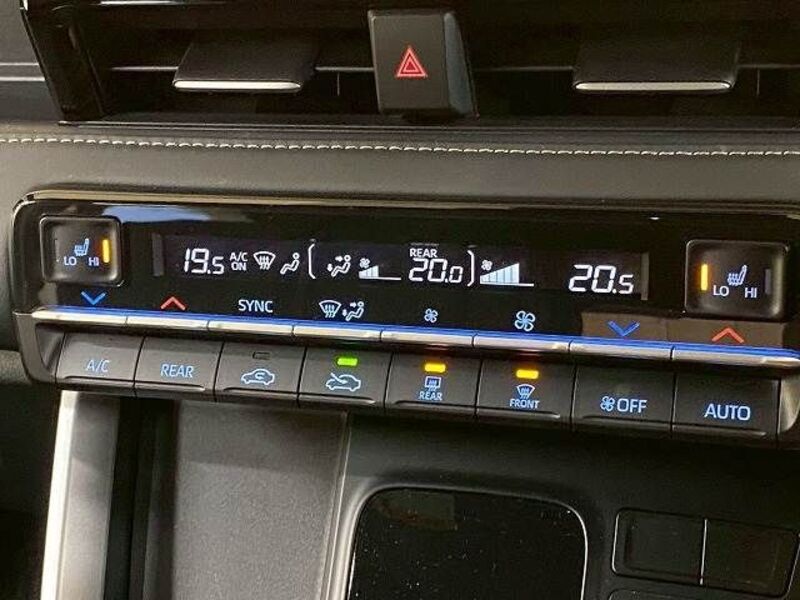 LO HI
19.5 A/C ON
REAR
20.0
20.5
LO HI
SYNC
A/C
REAR
REAR
FRONT
OFF
AUTO